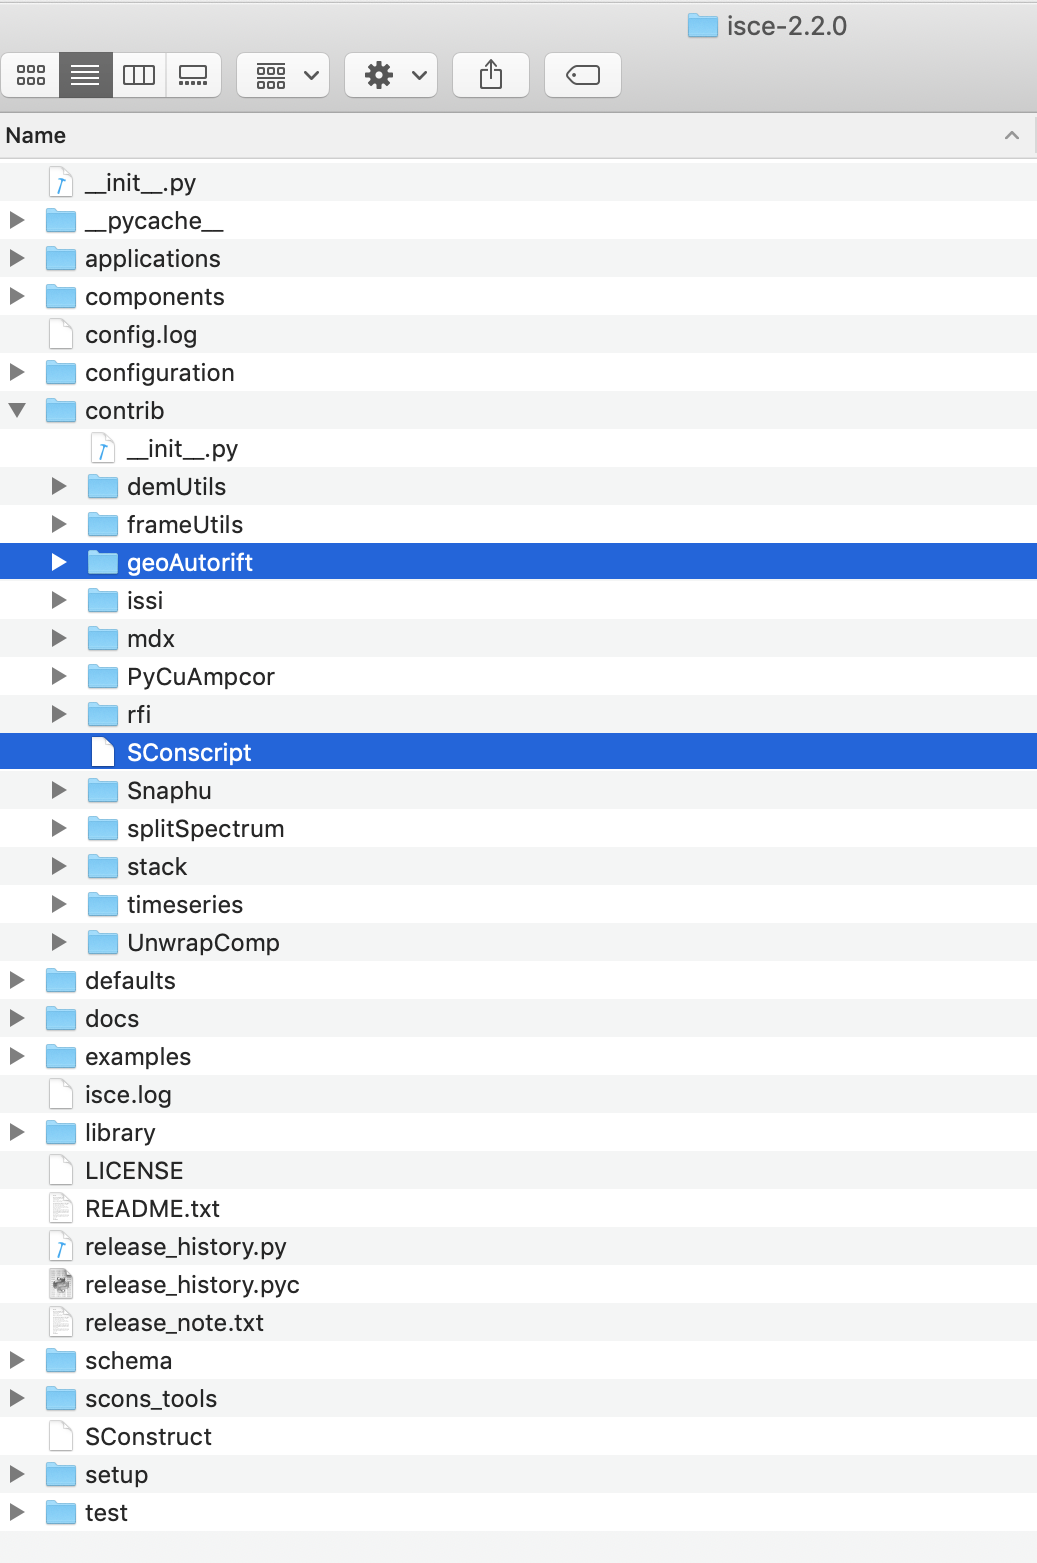 isce-2.2.0
Name
__init__.py
__pycache__
applications
components
config.log
configuration
contrib
__init__.py
demUtils
frameUtils
geoAutorift
issi
mdx
PyCuAmpcor
rfi
SConscript
Snaphu
splitSpectrum
stack
timeseries
UnwrapComp
defaults
docs
examples
isce.log
library
LICENSE
README.txt
release_history.py
release_history.pyc
release_note.txt
schema
scons_tools
SConstruct
setup
test